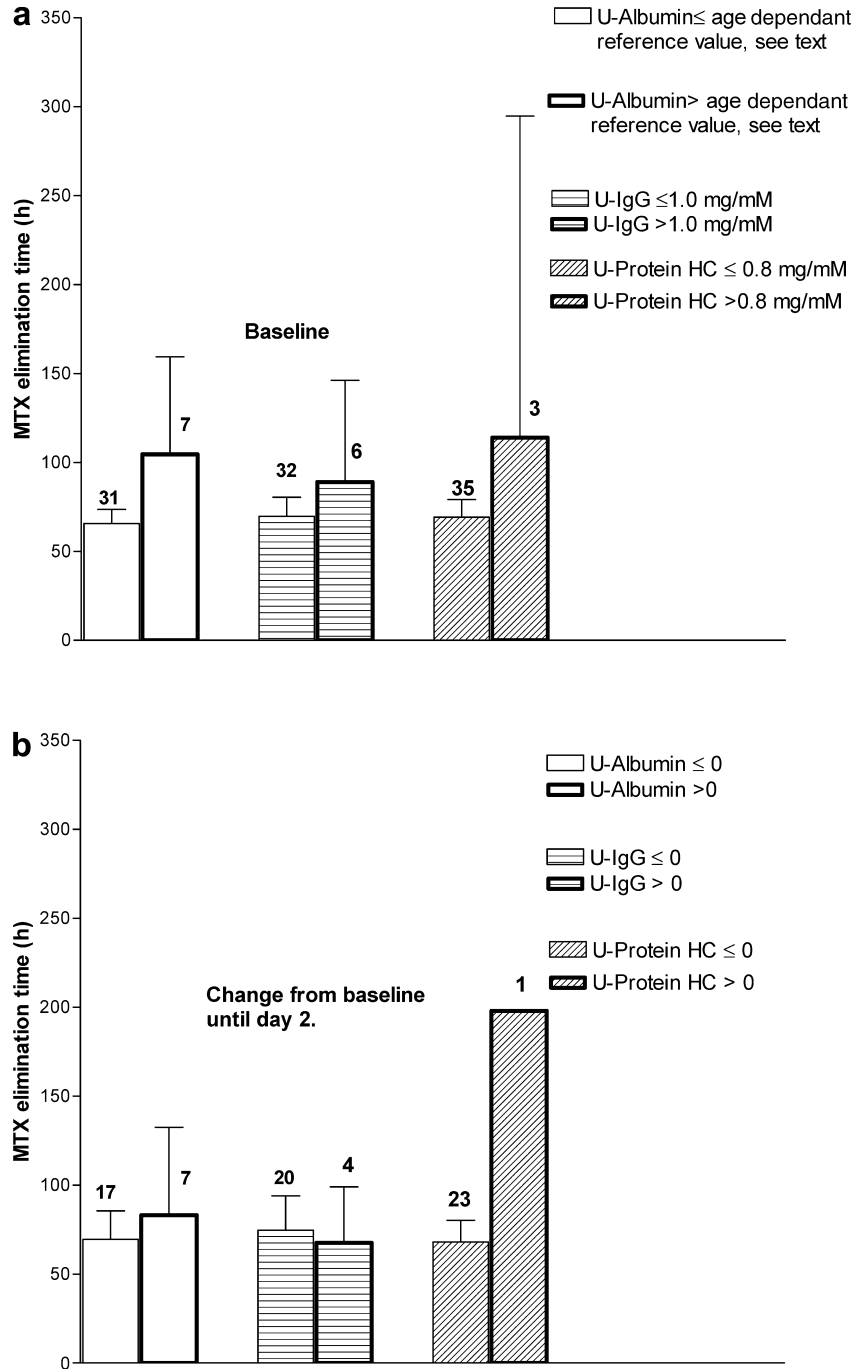 a
350
300
250
200
150
100
50
0
MTX elimination time (h)
U-Albumin≤ age dependant
reference value, see text
U-Albumin> age dependant
reference value, see text
U-IgG ≤1.0 mg/mM
U-IgG >1.0 mg/mM
U-Protein HC ≤ 0.8 mg/mM
U-Protein HC >0.8 mg/mM
Baseline
31
7
32
6
35
3
b
350
300
250
200
150
100
50
0
MTX elimination time (h)
U-Albumin ≤ 0
U-Albumin >0
U-IgG ≤ 0
U-IgG > 0
U-Protein HC ≤ 0
U-Protein HC > 0
Change from baseline
until day 2.
17
7
20
4
23
1